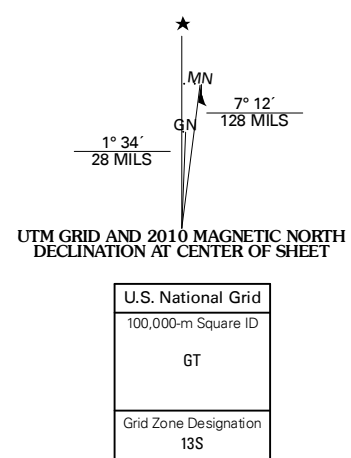 ★
MN
GN
7° 12´
128 MILS
1° 34´
28 MILS
UTM GRID AND 2010 MAGNETIC NORTH
DECLINATION AT CENTER OF SHEET
U.S. National Grid
100,000-m Square ID
GT
Grid Zone Designation
13S